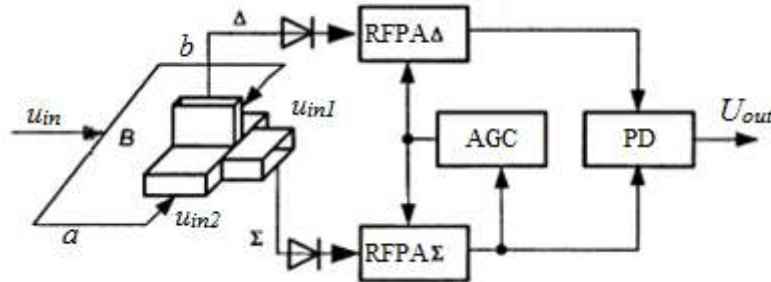 Δ
RFPAΔ
b
u_in1
U_out
u_in
B
AGC
PD
u_in2
a
Σ
RFPAΣ